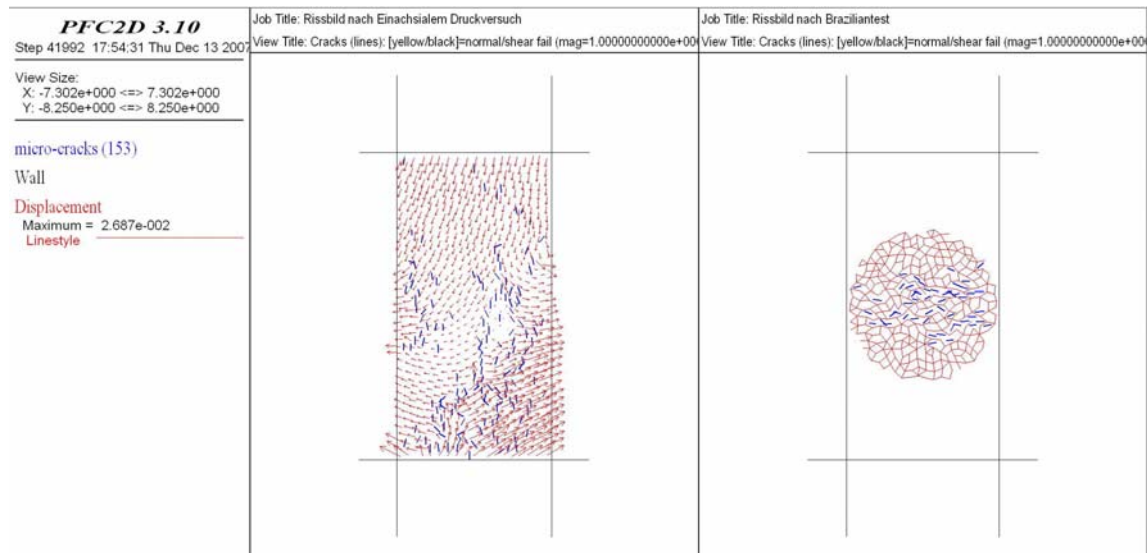 PFC2D 3.10
Step 41992 17:54:31 Thu Dec 13 2007
View Size:
X: -7.302e+000 <=> 7.302e+000
Y: -8.250e+000 <=> 8.250e+000
micro-cracks (153)
Wall
Displacement
Maximum = 2.687e-002
Linestyle
Job Title: Rissbild nach Einachsialem Druckversuch
View Title: Cracks (lines): [yellow/black]=normal/shear fail (mag=1.00000000000e+00
Job Title: Rissbild nach Braziliantest
View Title: Cracks (lines): [yellow/black]=normal/shear fail (mag=1.00000000000e+00